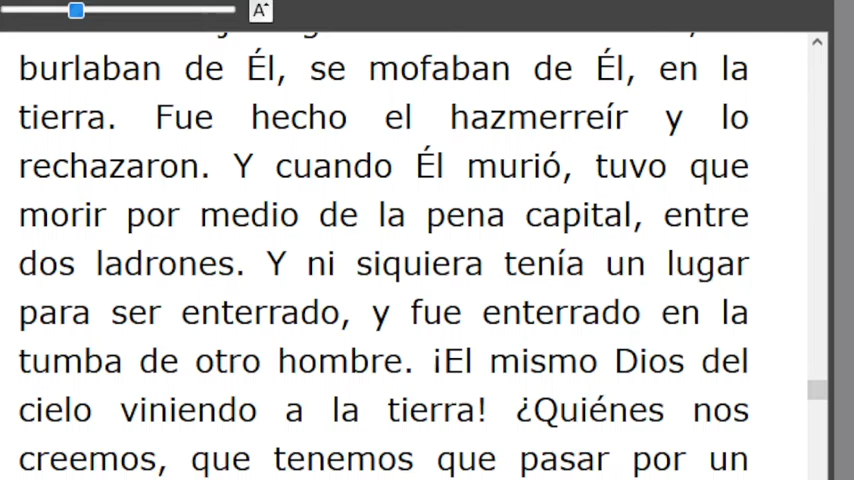 A
burlaban de Él, se mofaban de Él, en la
tierra. Fue hecho el hazmerreír y lo
rechazaron. Y cuando Él murió, tuvo que
morir por medio de la pena capital, entre
dos ladrones. Y ni siquiera tenía un lugar
para ser enterrado, y fue enterrado en la
tumba de otro hombre. ¡El mismo Dios del
cielo viniendo a la tierra! ¿Quiénes nos
creemos, que tenemos que pasar por un